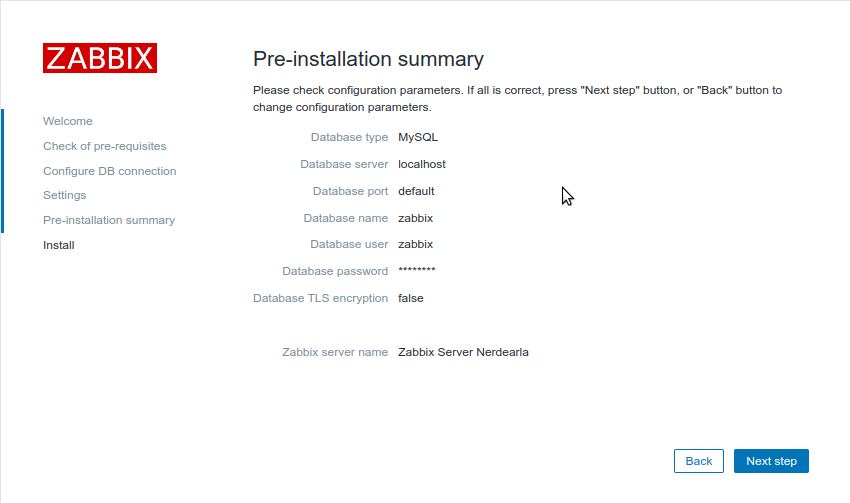 ZABBIX
Welcome
Check of pre-requisites
Configure DB connection
Settings
Pre-installation summary
Install
Pre-installation summary
Please check configuration parameters. If all is correct, press "Next step" button, or "Back" button to
change configuration parameters.
Database type MySQL
Database server localhost
Database port default
Database name zabbix
Database user zabbix
Database password ********
Database TLS encryption false
Zabbix server name Zabbix Server Nerdearla
Back Next step